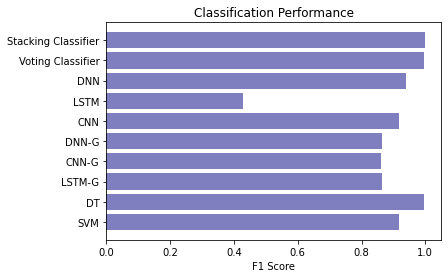 Classification Performance
Stacking Classifier
Voting Classifier
DNN
LSTM
CNN
DNN-G
CNN-G
LSTM-G
DT
SVM
0.0 0.2 0.4 0.6 0.8 1.0
F1 Score